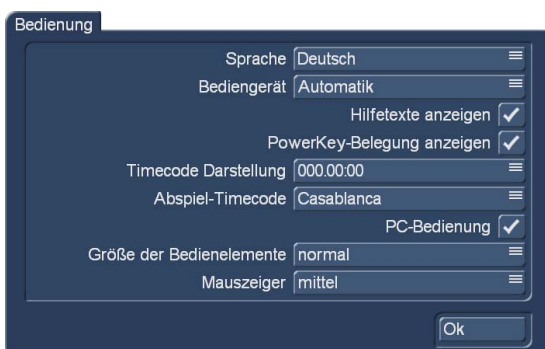 Bedienung
Sprache Deutsch
Bediengerät Automatik
Hilfetexte anzeigen
PowerKey-Belegung anzeigen
Timecode Darstellung 000.00:00
Abspiel-Timecode Casablanca
PC-Bedienung
Größe der Bedienelemente normal
Mauszeiger mittel
Ok